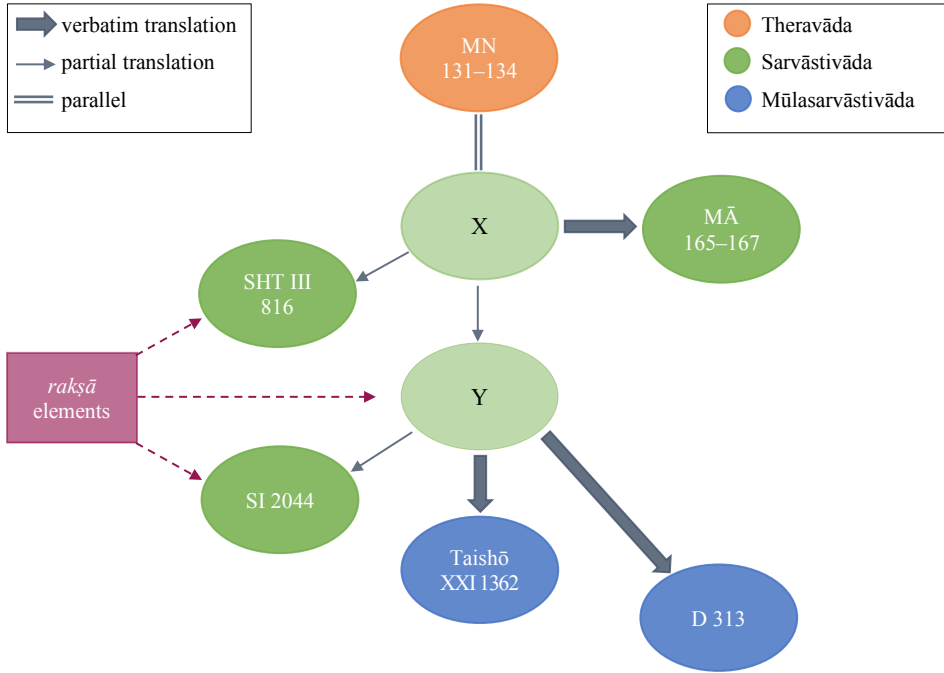 verbatim translation
partial translation
parallel
MN
131–134
Theravāda
Sarvāstivāda
Mūlasarvāstivāda
X
MĀ
165–167
SHT III
816
rakṣā
elements
Y
SI 2044
Taishō
XXI 1362
D 313